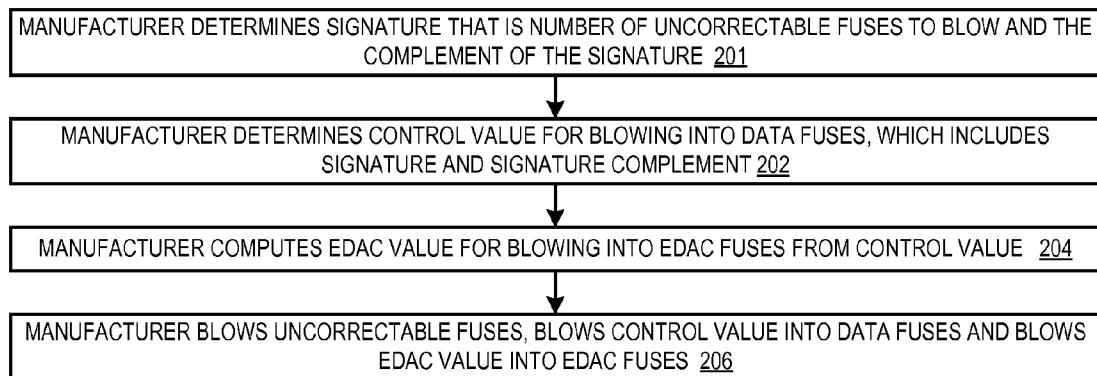 MANUFACTURER DETERMINES SIGNATURE THAT IS NUMBER OF UNCORRECTABLE FUSES TO BLOW AND THE
COMPLEMENT OF THE SIGNATURE 201
MANUFACTURER DETERMINES CONTROL VALUE FOR BLOWING INTO DATA FUSES, WHICH INCLUDES
SIGNATURE AND SIGNATURE COMPLEMENT 202
MANUFACTURER COMPUTES EDAC VALUE FOR BLOWING INTO EDAC FUSES FROM CONTROL VALUE 204
MANUFACTURER BLOWS UNCORRECTABLE FUSES, BLOWS CONTROL VALUE INTO DATA FUSES AND BLOWS
EDAC VALUE INTO EDAC FUSES 206